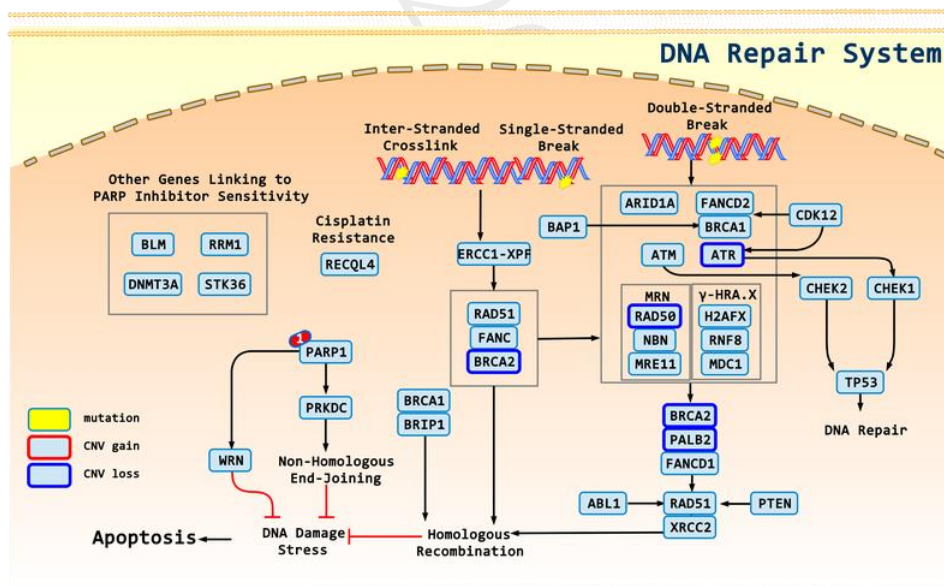 DNA Repair System
Double-Stranded
Break
Inter-Stranded
Crosslink
Single-Stranded
Break
Other Genes Linking to
PARP Inhibitor Sensitivity
BLM
RRM1
DNMT3A
STK36
Cisplatin
Resistance
RECQL4
ERCC1-XPF
RAD51
FANC
BRCA2
BAP1
ARID1A
FANCD2
BRCA1
CDK12
ATM
ATR
MRN
RAD50
NBN
MRE11
γ-HRA.X
H2AFX
RNF8
MDC1
CHEK2
CHEK1
TP53
DNA Repair
1
PARP1
PRKDC
WRN
Non-Homologous
End-Joining
BRCA1
BRIP1
BRCA2
PALB2
FANCD1
ABL1
RAD51
PTEN
XRCC2
mutation
CNV gain
CNV loss
Apoptosis
DNA Damage
Stress
Homologous
Recombination